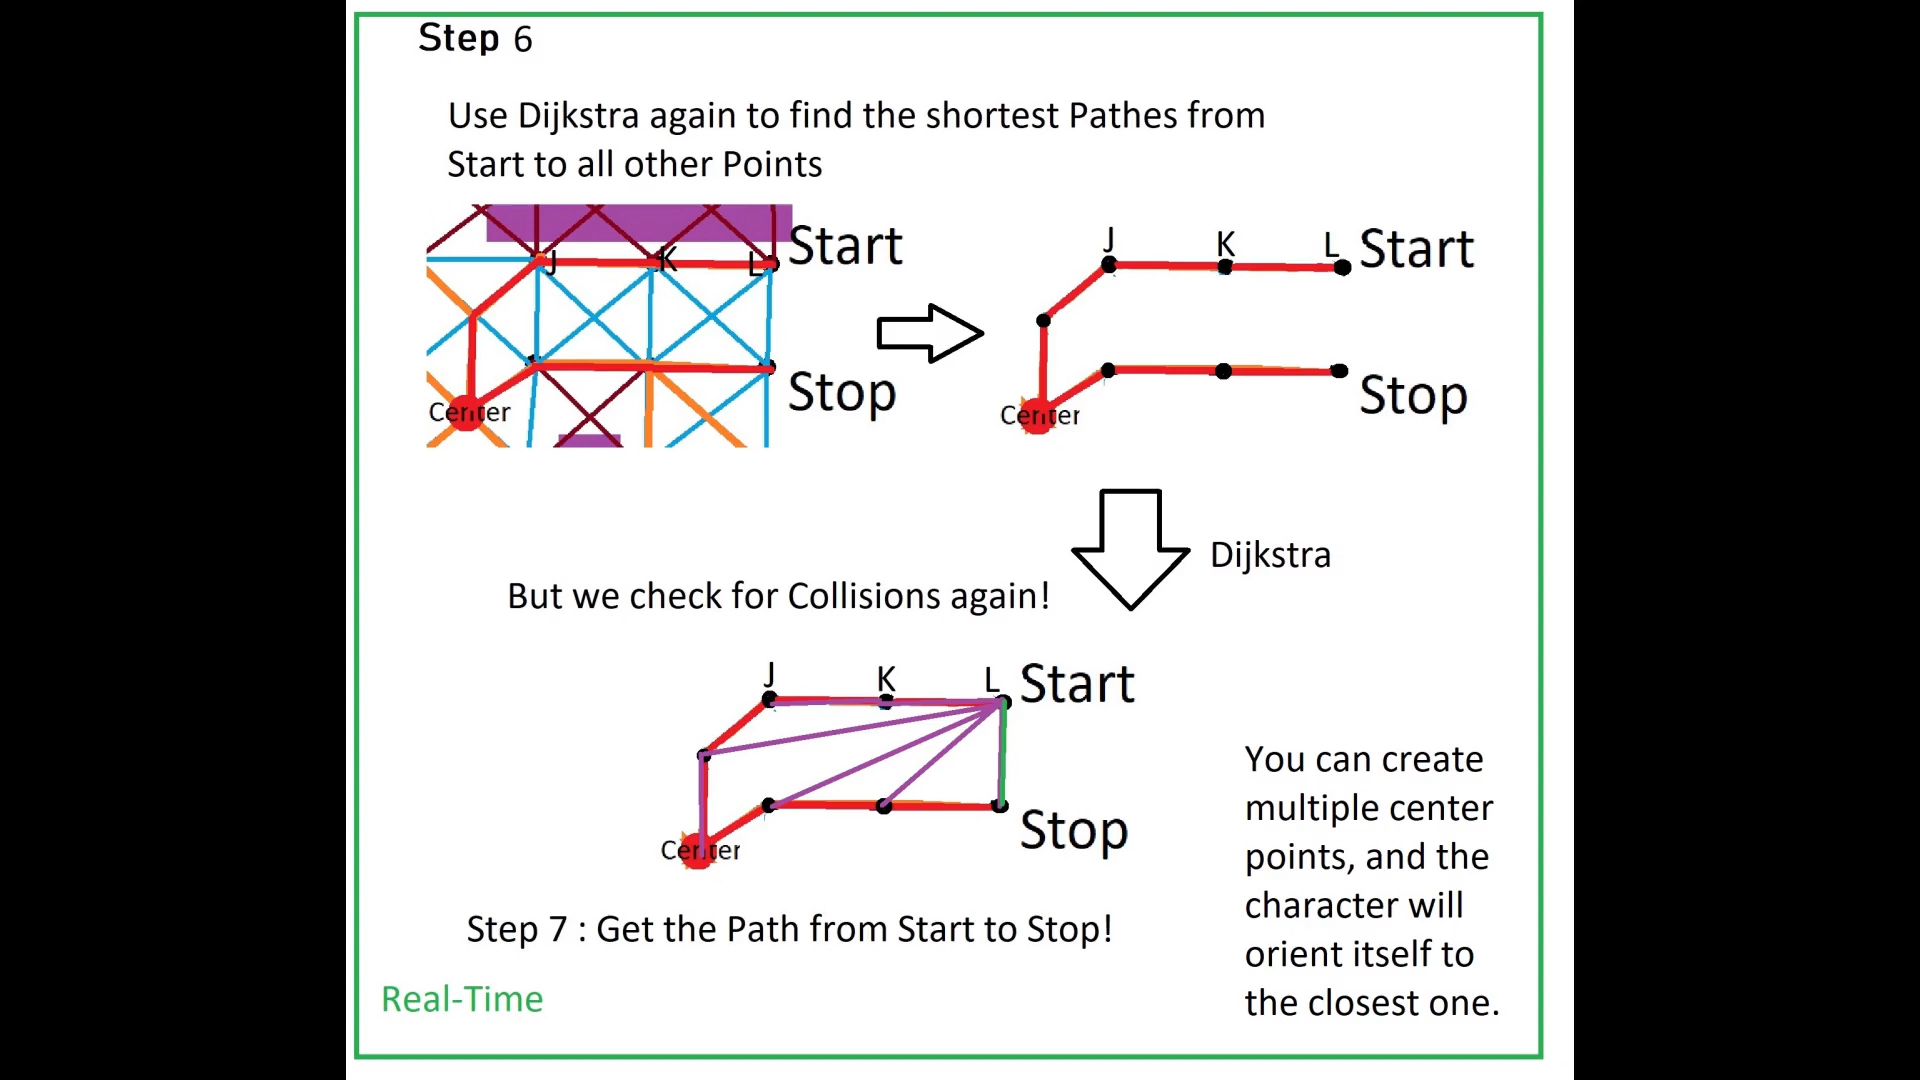 Step 6
Use Dijkstra again to find the shortest Pathes from
Start to all other Points
J K L Start
Stop
Center
J K L Start
Stop
Center
Dijkstra
But we check for Collisions again!
J K L Start
Stop
Center
You can create
multiple center
points, and the
character will
orient itself to
the closest one.
Step 7 : Get the Path from Start to Stop!
Real-Time